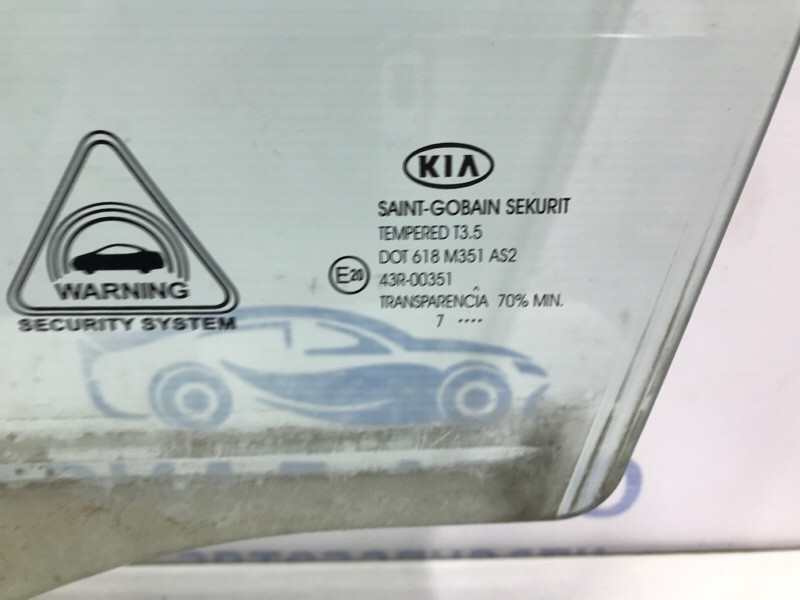 WARNING
SECURITY SYSTEM
KIA
SAINT-GOBAIN SEKURIT
TEMPERED T3.5
DOT 618 M351 AS2
E20
43R-00351
TRANSPARENCIA 70% MIN.
7 ....